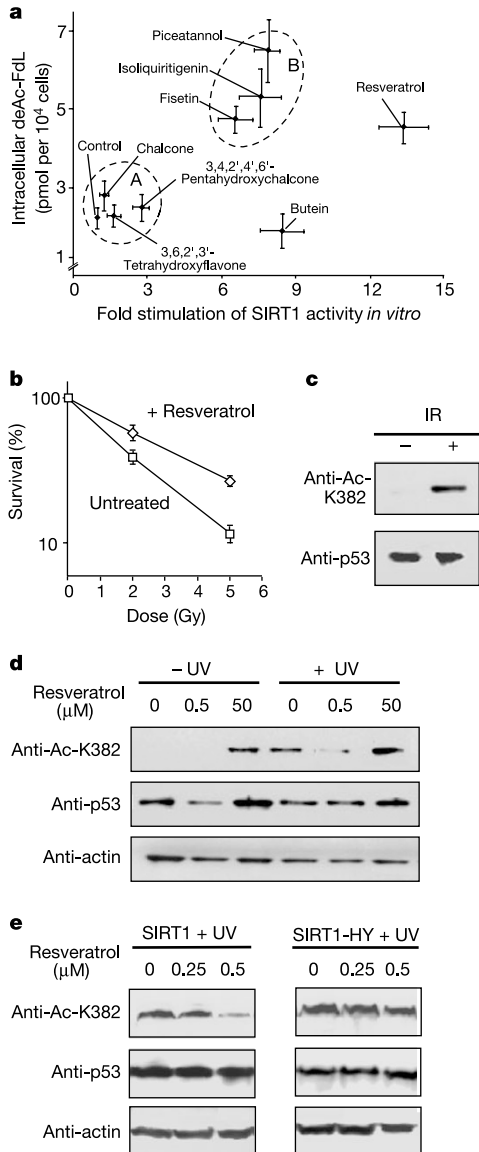 a
Intracellular deAc-FdL
(pmol per 10⁴ cells)
7
5
3
1
Piceatannol
B
Isoliquiritigenin
Fisetin
Resveratrol
Control
Chalcone
A
3,4,2',4',6'-
Pentahydroxychalcone
Butein
3,6,2',3'-
Tetrahydroxyflavone
0 3 6 9 12 15
Fold stimulation of SIRT1 activity in vitro
b
Survival (%)
100
10
+ Resveratrol
Untreated
0 1 2 3 4 5 6
Dose (Gy)
c
IR
− +
Anti-Ac-
K382
Anti-p53
d
− UV + UV
Resveratrol
(μM)
0 0.5 50 0 0.5 50
Anti-Ac-K382
Anti-p53
Anti-actin
e
SIRT1 + UV SIRT1-HY + UV
Resveratrol
(μM)
0 0.25 0.5 0 0.25 0.5
Anti-Ac-K382
Anti-p53
Anti-actin